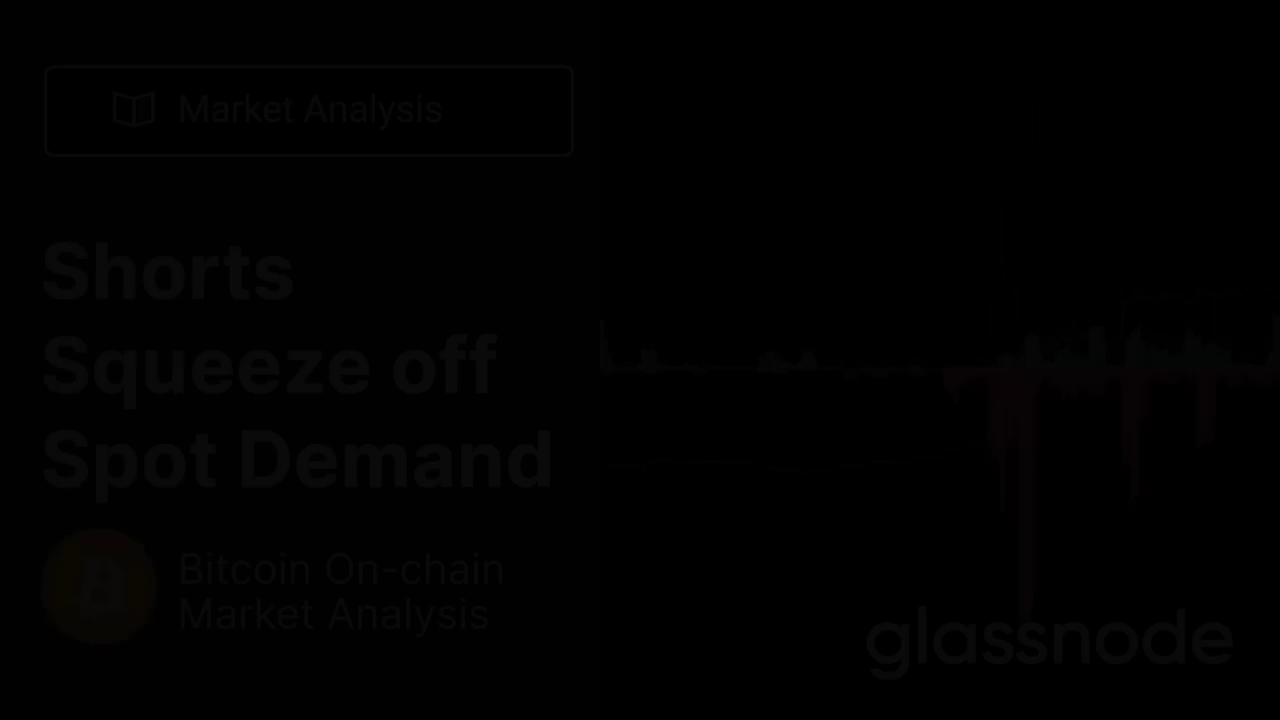 Market Analysis
Shorts
Squeeze off
Spot Demand
Bitcoin On-chain
Market Analysis
glassnode